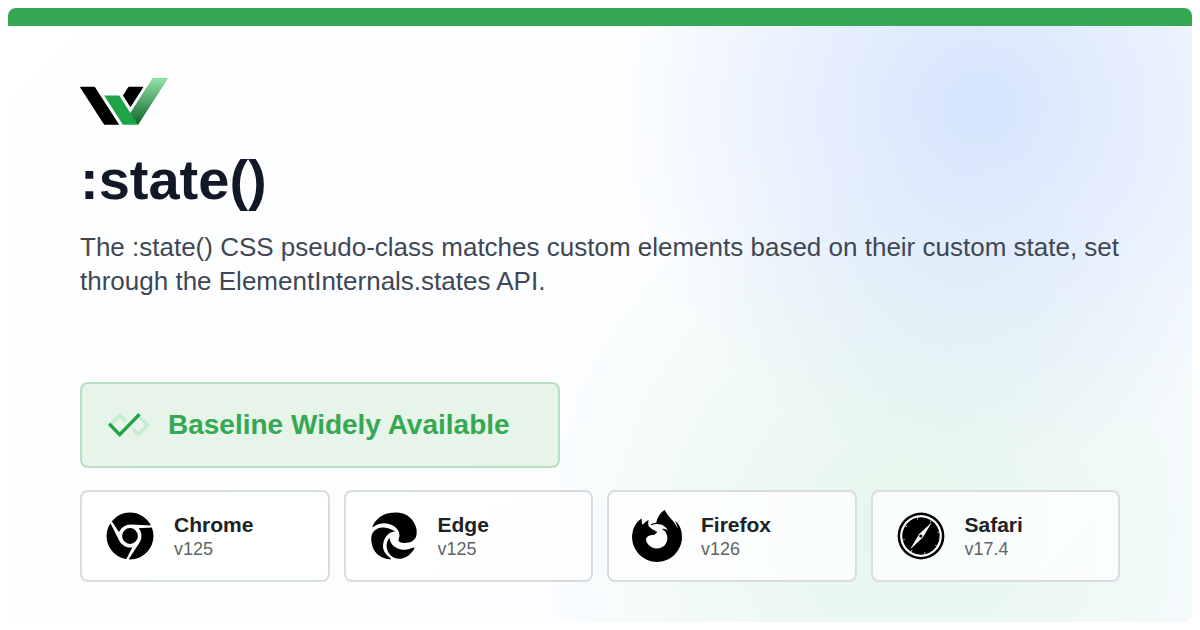 :state()
The :state() CSS pseudo-class matches custom elements based on their custom state, set
through the ElementInternals.states API.
Baseline Widely Available
Chrome
v125
Edge
v125
Firefox
v126
Safari
v17.4